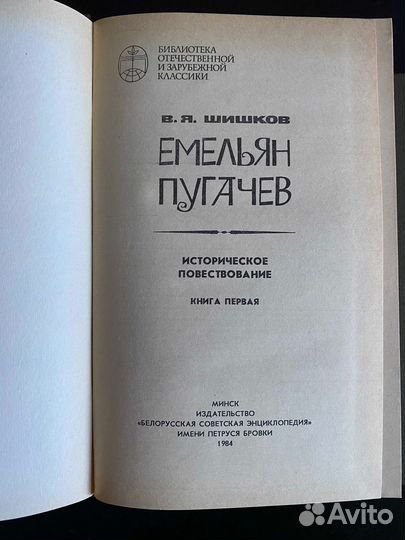 БИБЛИОТЕКА
ОТЕЧЕСТВЕННОЙ
И ЗАРУБЕЖНОЙ
КЛАССИКИ
В. Я. ШИШКОВ
ЕМЕЛЬЯН
ПУГАЧЕВ
ИСТОРИЧЕСКОЕ
ПОВЕСТВОВАНИЕ
КНИГА ПЕРВАЯ
МИНСК
ИЗДАТЕЛЬСТВО
«БЕЛОРУССКАЯ СОВЕТСКАЯ ЭНЦИКЛОПЕДИЯ»
ИМЕНИ ПЕТРУСЯ БРОВКИ
1984
Avito